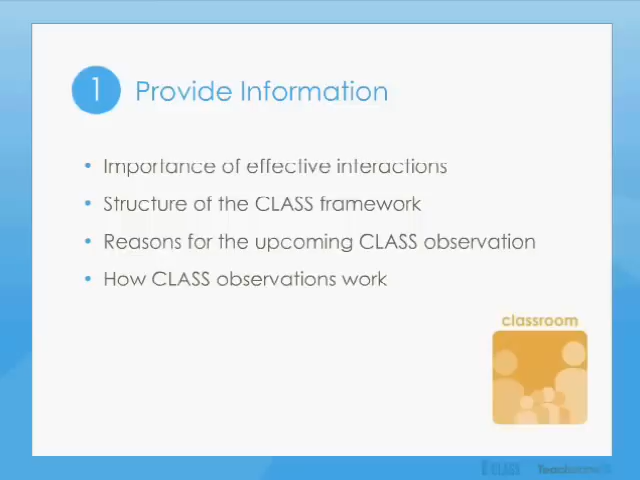 1 Provide Information
• Importance of effective interactions
• Structure of the CLASS framework
• Reasons for the upcoming CLASS observation
• How CLASS observations work
classroom
CLASS